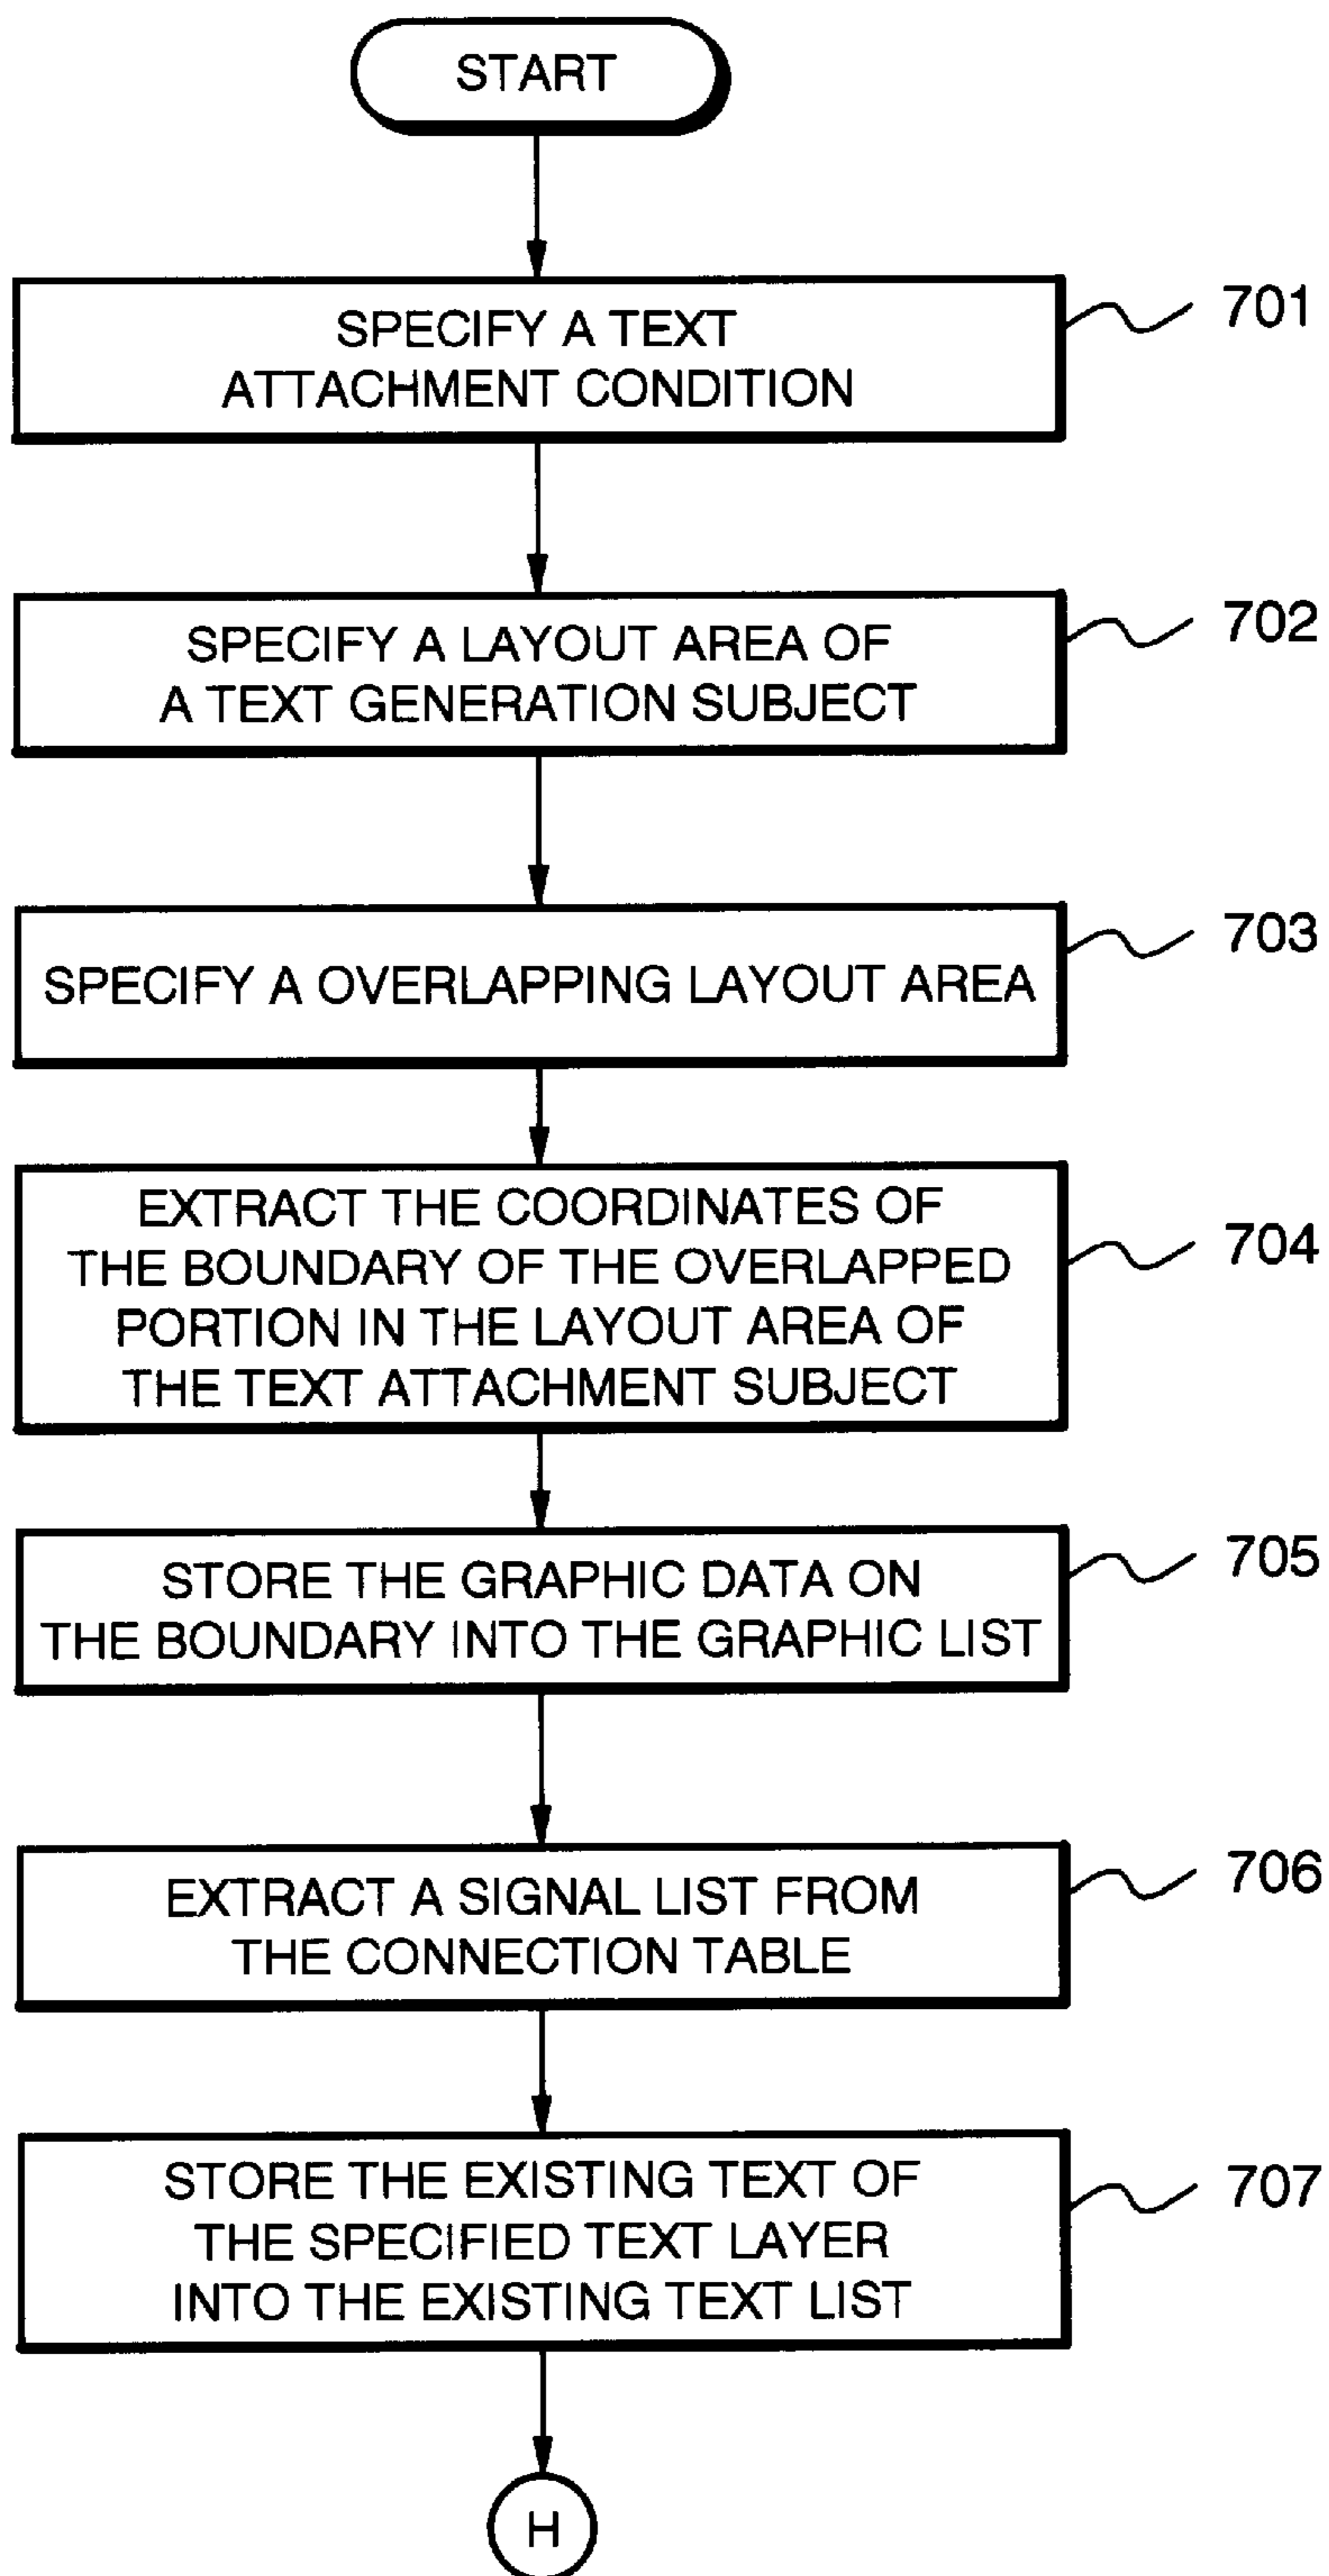 START
SPECIFY A TEXT
ATTACHMENT CONDITION
701
SPECIFY A LAYOUT AREA OF
A TEXT GENERATION SUBJECT
702
SPECIFY A OVERLAPPING LAYOUT AREA
703
EXTRACT THE COORDINATES OF
THE BOUNDARY OF THE OVERLAPPED
PORTION IN THE LAYOUT AREA OF
THE TEXT ATTACHMENT SUBJECT
704
STORE THE GRAPHIC DATA ON
THE BOUNDARY INTO THE GRAPHIC LIST
705
EXTRACT A SIGNAL LIST FROM
THE CONNECTION TABLE
706
STORE THE EXISTING TEXT OF
THE SPECIFIED TEXT LAYER
INTO THE EXISTING TEXT LIST
707
H